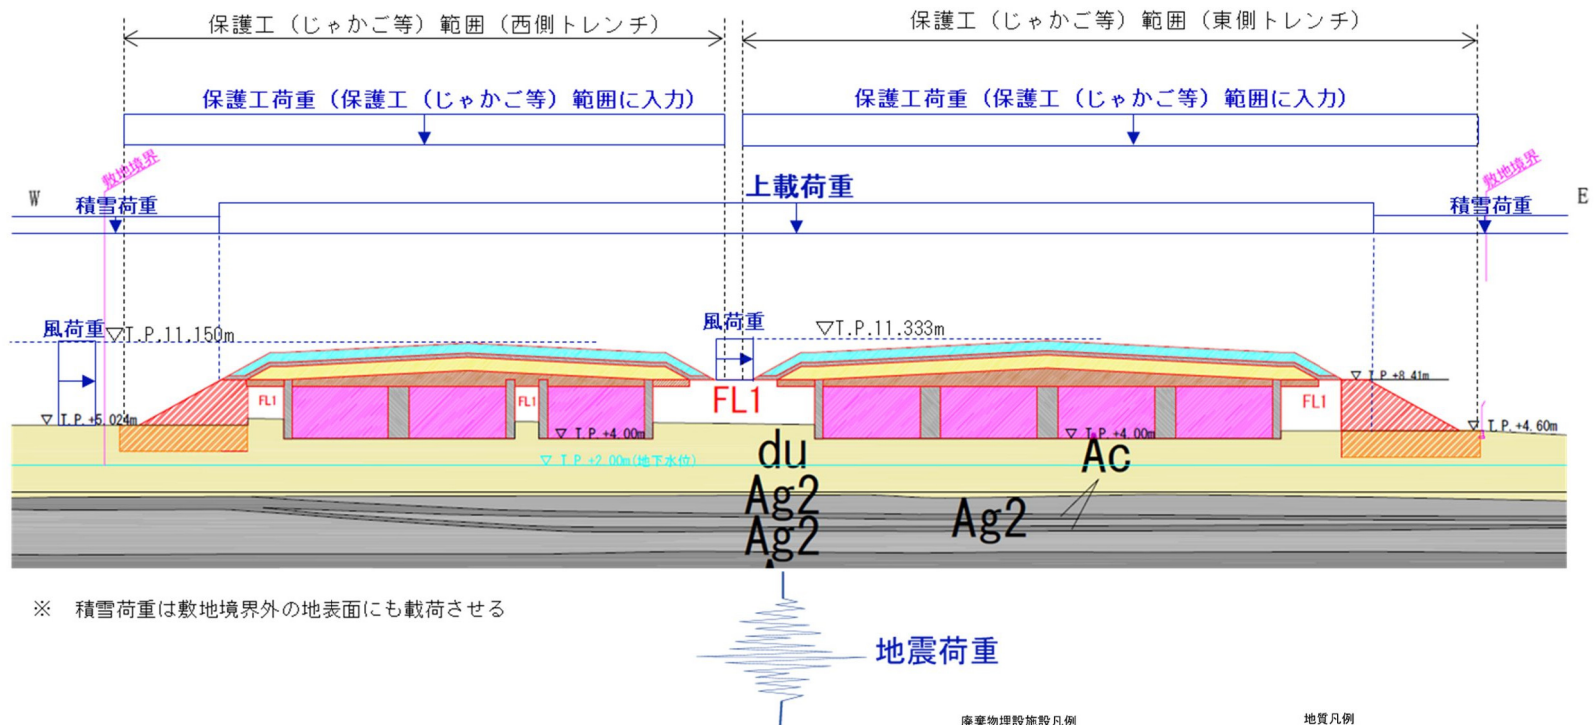 保護工（じゃかご等）範囲（西側トレンチ）
保護工（じゃかご等）範囲（東側トレンチ）
保護工荷重（保護工（じゃかご等）範囲に入力）
保護工荷重（保護工（じゃかご等）範囲に入力）
敷地境界
敷地境界
W
積雪荷重
上載荷重
積雪荷重
E
風荷重
▽T.P.11.150m
風荷重
▽T.P.11.333m
▽ T.P.+8.41m
FL1
FL1
FL1
FL1
▽ T.P.+5.024m
▽ T.P.+4.00m
▽ T.P.+4.00m
▽ T.P.+4.60m
▽ T.P.+2.00m(地下水位)
du
Ac
Ag2
Ag2
Ag2
※　積雪荷重は敷地境界外の地表面にも載荷させる
地震荷重
廃棄物埋設施設凡例
地質凡例